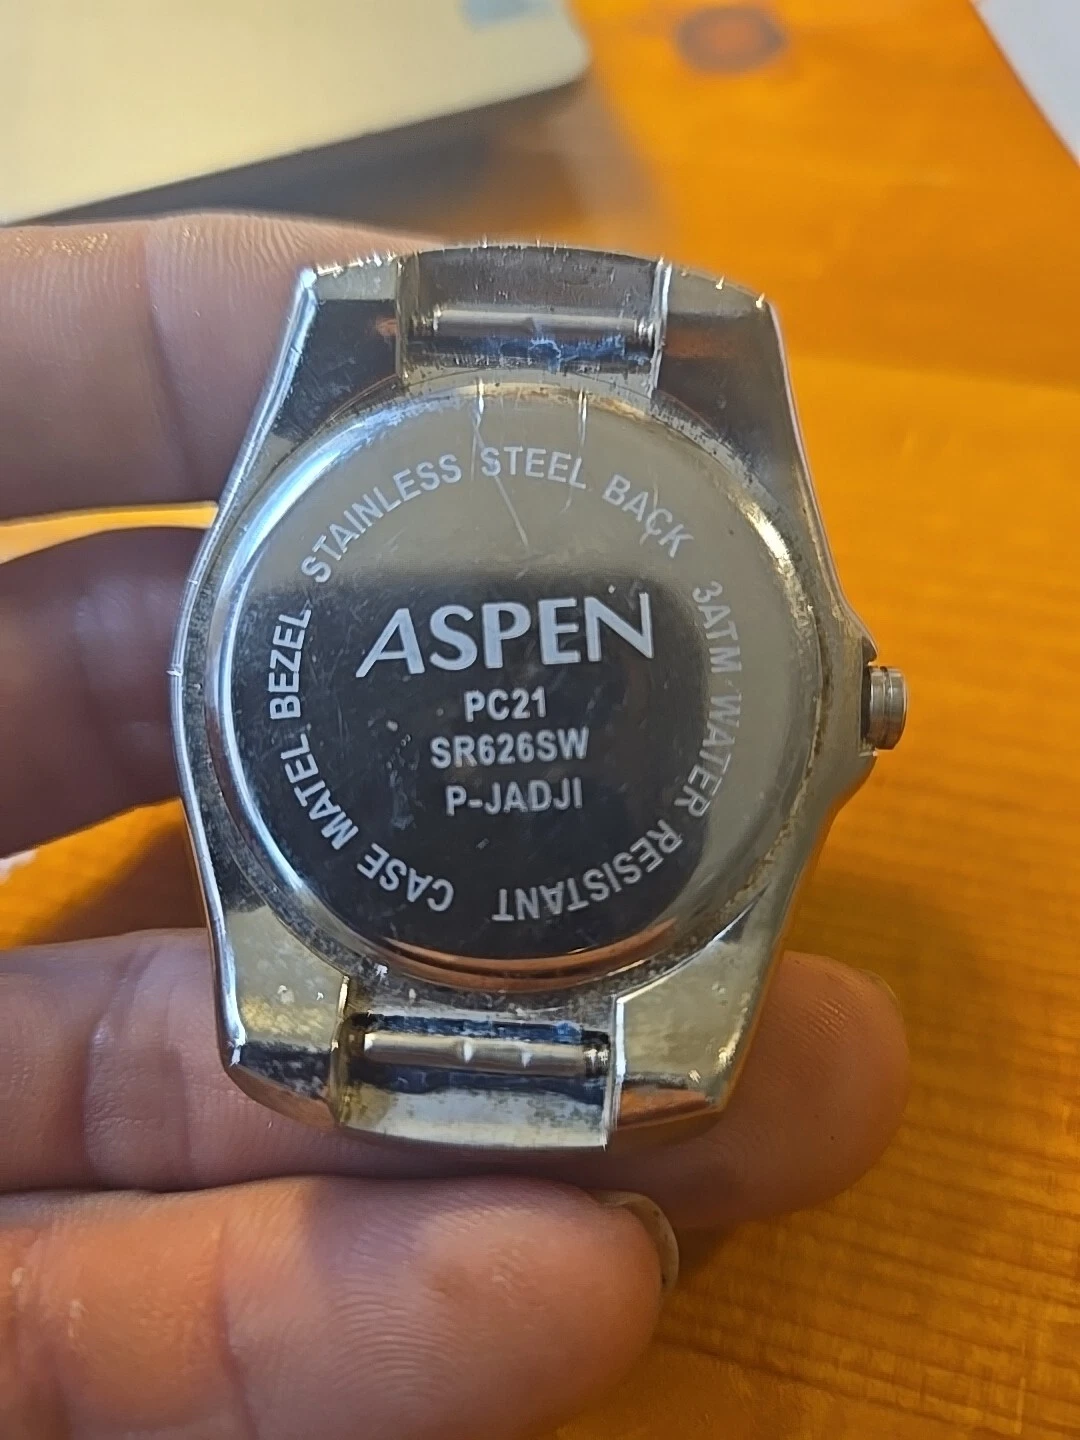 STAINLESS STEEL BACK 3ATM WATER RESISTANT CASE MATEL BEZEL
ASPEN
PC21
SR626SW
P-JADJI